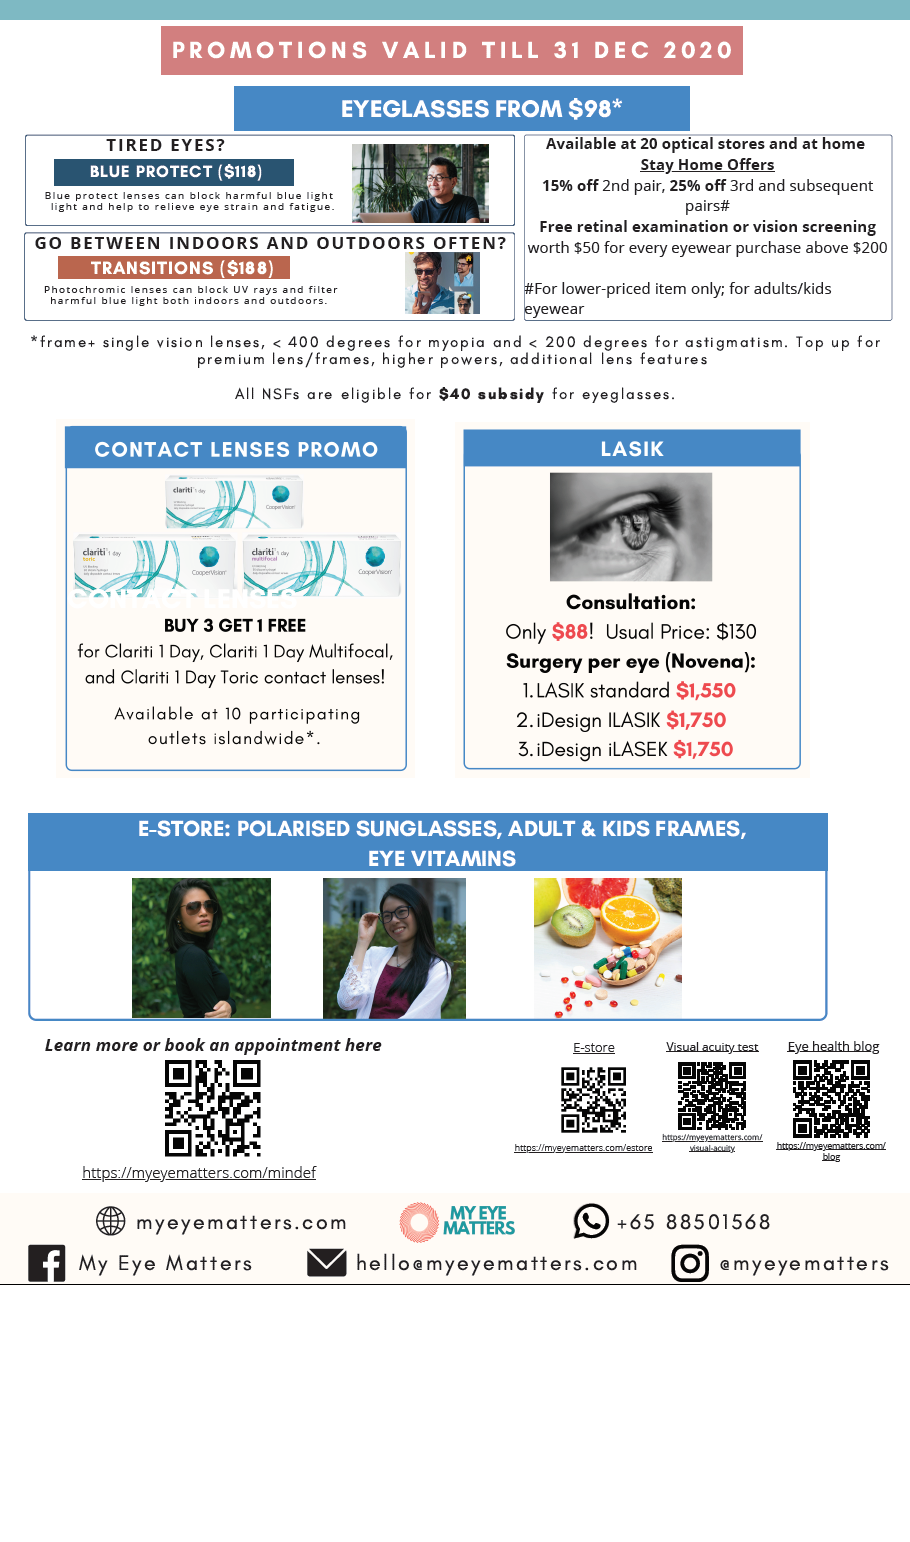 PROMOTIONS VALID TILL 31 DEC 2020
EYEGLASSES FROM $98*
TIRED EYES?
BLUE PROTECT ($118)
Blue protect lenses can block harmful blue light
light and help to relieve eye strain and fatigue.
GO BETWEEN INDOORS AND OUTDOORS OFTEN?
TRANSITIONS ($188)
Photochromic lenses can block UV rays and filter
harmful blue light both indoors and outdoors.
Available at 20 optical stores and at home
Stay Home Offers
15% off 2nd pair, 25% off 3rd and subsequent
pairs#
Free retinal examination or vision screening
worth $50 for every eyewear purchase above $200
#For lower-priced item only; for adults/kids
eyewear
*frame+ single vision lenses, < 400 degrees for myopia and < 200 degrees for astigmatism. Top up for
premium lens/frames, higher powers, additional lens features
All NSFs are eligible for $40 subsidy for eyeglasses.
CONTACT LENSES PROMO
clariti 1 day
CooperVision
clariti 1 day
toric
CooperVision
clariti 1 day
multifocal
CooperVision
CONTACT LENSES
BUY 3 GET 1 FREE
for Clariti 1 Day, Clariti 1 Day Multifocal,
and Clariti 1 Day Toric contact lenses!
Available at 10 participating
outlets islandwide*.
LASIK
Consultation:
Only $88! Usual Price: $130
Surgery per eye (Novena):
1. LASIK standard $1,550
2. iDesign ILASIK $1,750
3. iDesign iLASEK $1,750
E-STORE: POLARISED SUNGLASSES, ADULT & KIDS FRAMES,
EYE VITAMINS
Learn more or book an appointment here
https://myeyematters.com/mindef
E-store
https://myeyematters.com/estore
Visual acuity test
https://myeyematters.com/
visual-acuity
Eye health blog
https://myeyematters.com/
blog
myeyematters.com
MY EYE
MATTERS
+65 88501568
My Eye Matters
hello@myeyematters.com
@myeyematters